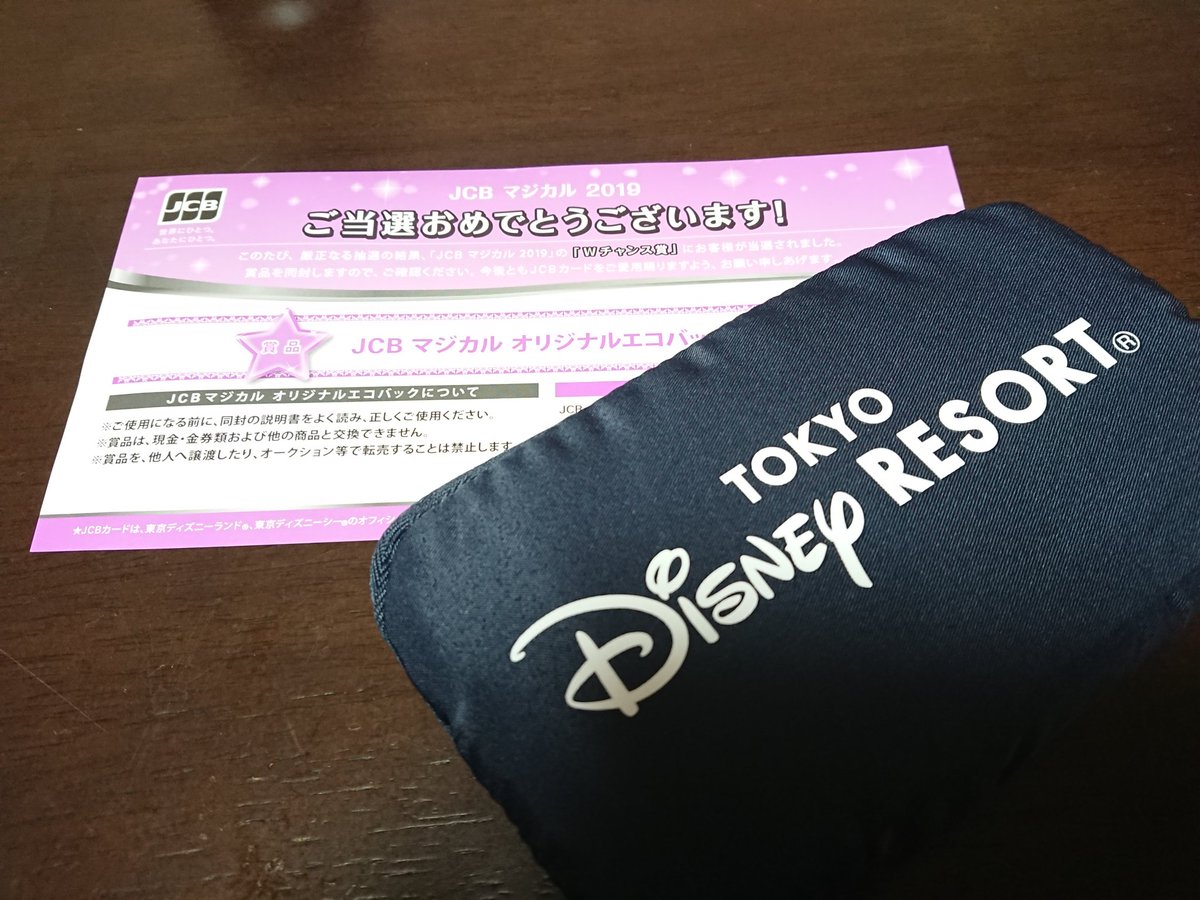 JCB
世界にひとつ。
あなたにひとつ。
JCB マジカル 2019
ご当選おめでとうございます!
このたび、厳正なる抽選の結果、「JCB マジカル 2019」の『Wチャンス賞』にお客様が当選されました。
賞品を同封しますので、ご確認ください。今後ともJCBカードをご愛用賜りますよう、お願い申しあげます。
賞品
JCB マジカル オリジナルエコバッ
JCBマジカル オリジナルエコバックについて
※ご使用になる前に、同封の説明書をよく読み、正しくご使用ください。
※賞品は、現金・金券類および他の商品と交換できません。
※賞品を、他人へ譲渡したり、オークション等で転売することは禁止します
JCB
★JCBカードは、東京ディズニーランド®、東京ディズニーシー®のオフィシ
TOKYO
DISNEY RESORT®